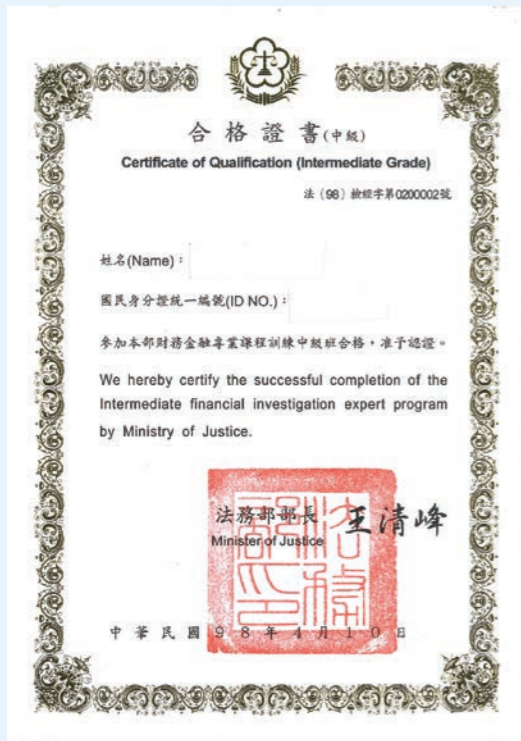 合格證書(中級)
Certificate of Qualification (Intermediate Grade)
法（98）檢經字第0200002號
姓名(Name)：
國民身分證統一編號(ID NO.)：
參加本部財務金融專業課程訓練中級班合格，准予認證。
We hereby certify the successful completion of the
Intermediate financial investigation expert program
by Ministry of Justice.
法務部部長 王清峰
Minister of Justice
法務部印
中華民國98年4月10日